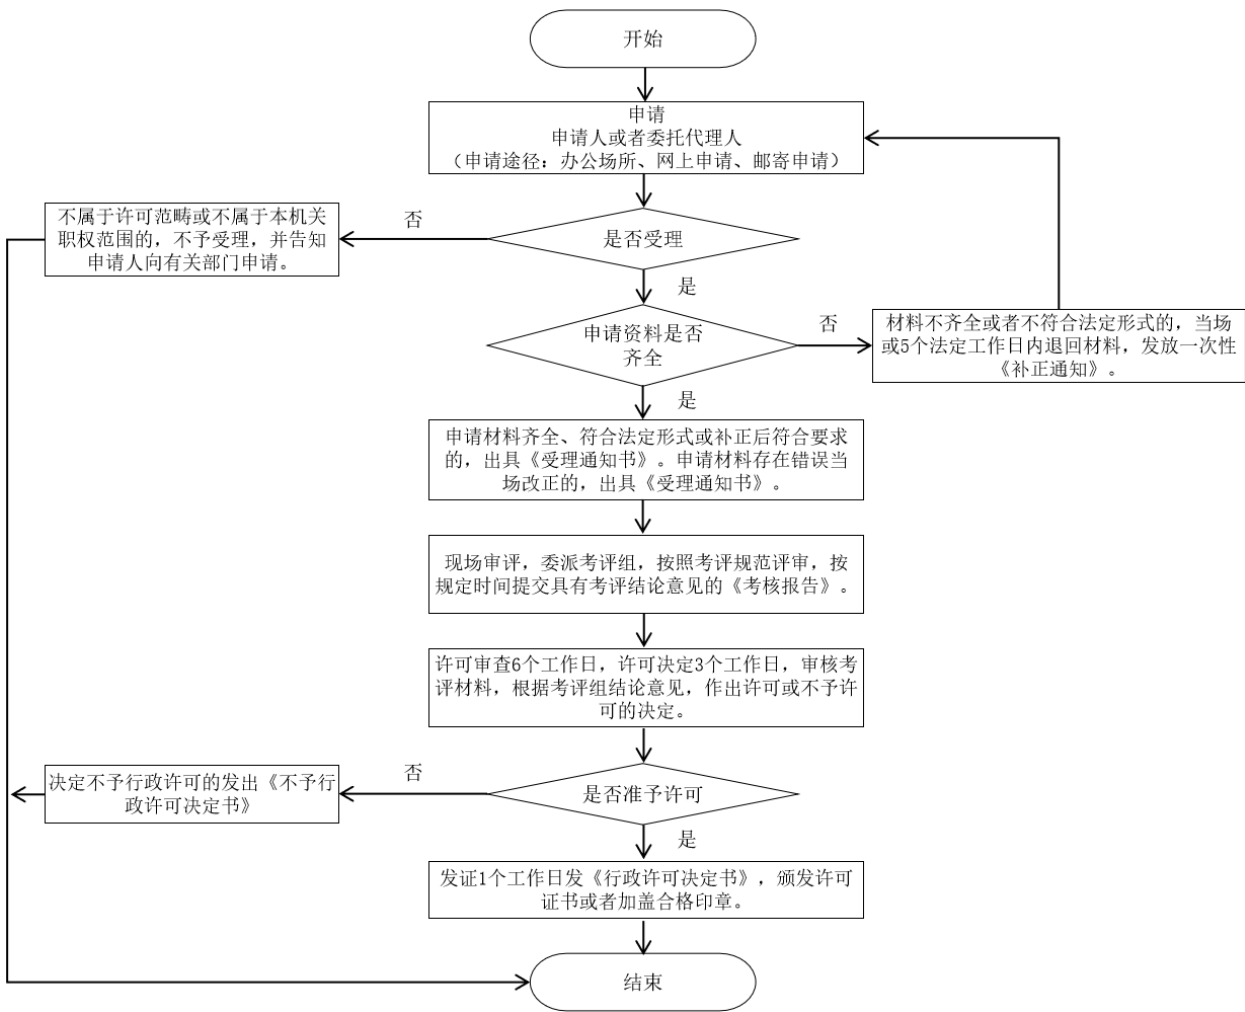 开始
申请
申请人或者委托代理人
（申请途径：办公场所、网上申请、邮寄申请）
不属于许可范畴或不属于本机关
职权范围的，不予受理，并告知
申请人向有关部门申请。
否
是否受理
是
申请资料是否
齐全
否
材料不齐全或者不符合法定形式的，当场
或5个法定工作日内退回材料，发放一次性
《补正通知》。
是
申请材料齐全、符合法定形式或补正后符合要求
的，出具《受理通知书》。申请材料存在错误当
场改正的，出具《受理通知书》。
现场审评，委派考评组，按照考评规范评审，按
规定时间提交具有考评结论意见的《考核报告》。
许可审查6个工作日，许可决定3个工作日，审核考
评材料，根据考评组结论意见，作出许可或不予许
可的决定。
决定不予行政许可的发出《不予行
政许可决定书》
否
是否准予许可
是
发证1个工作日发《行政许可决定书》，颁发许可
证书或者加盖合格印章。
结束